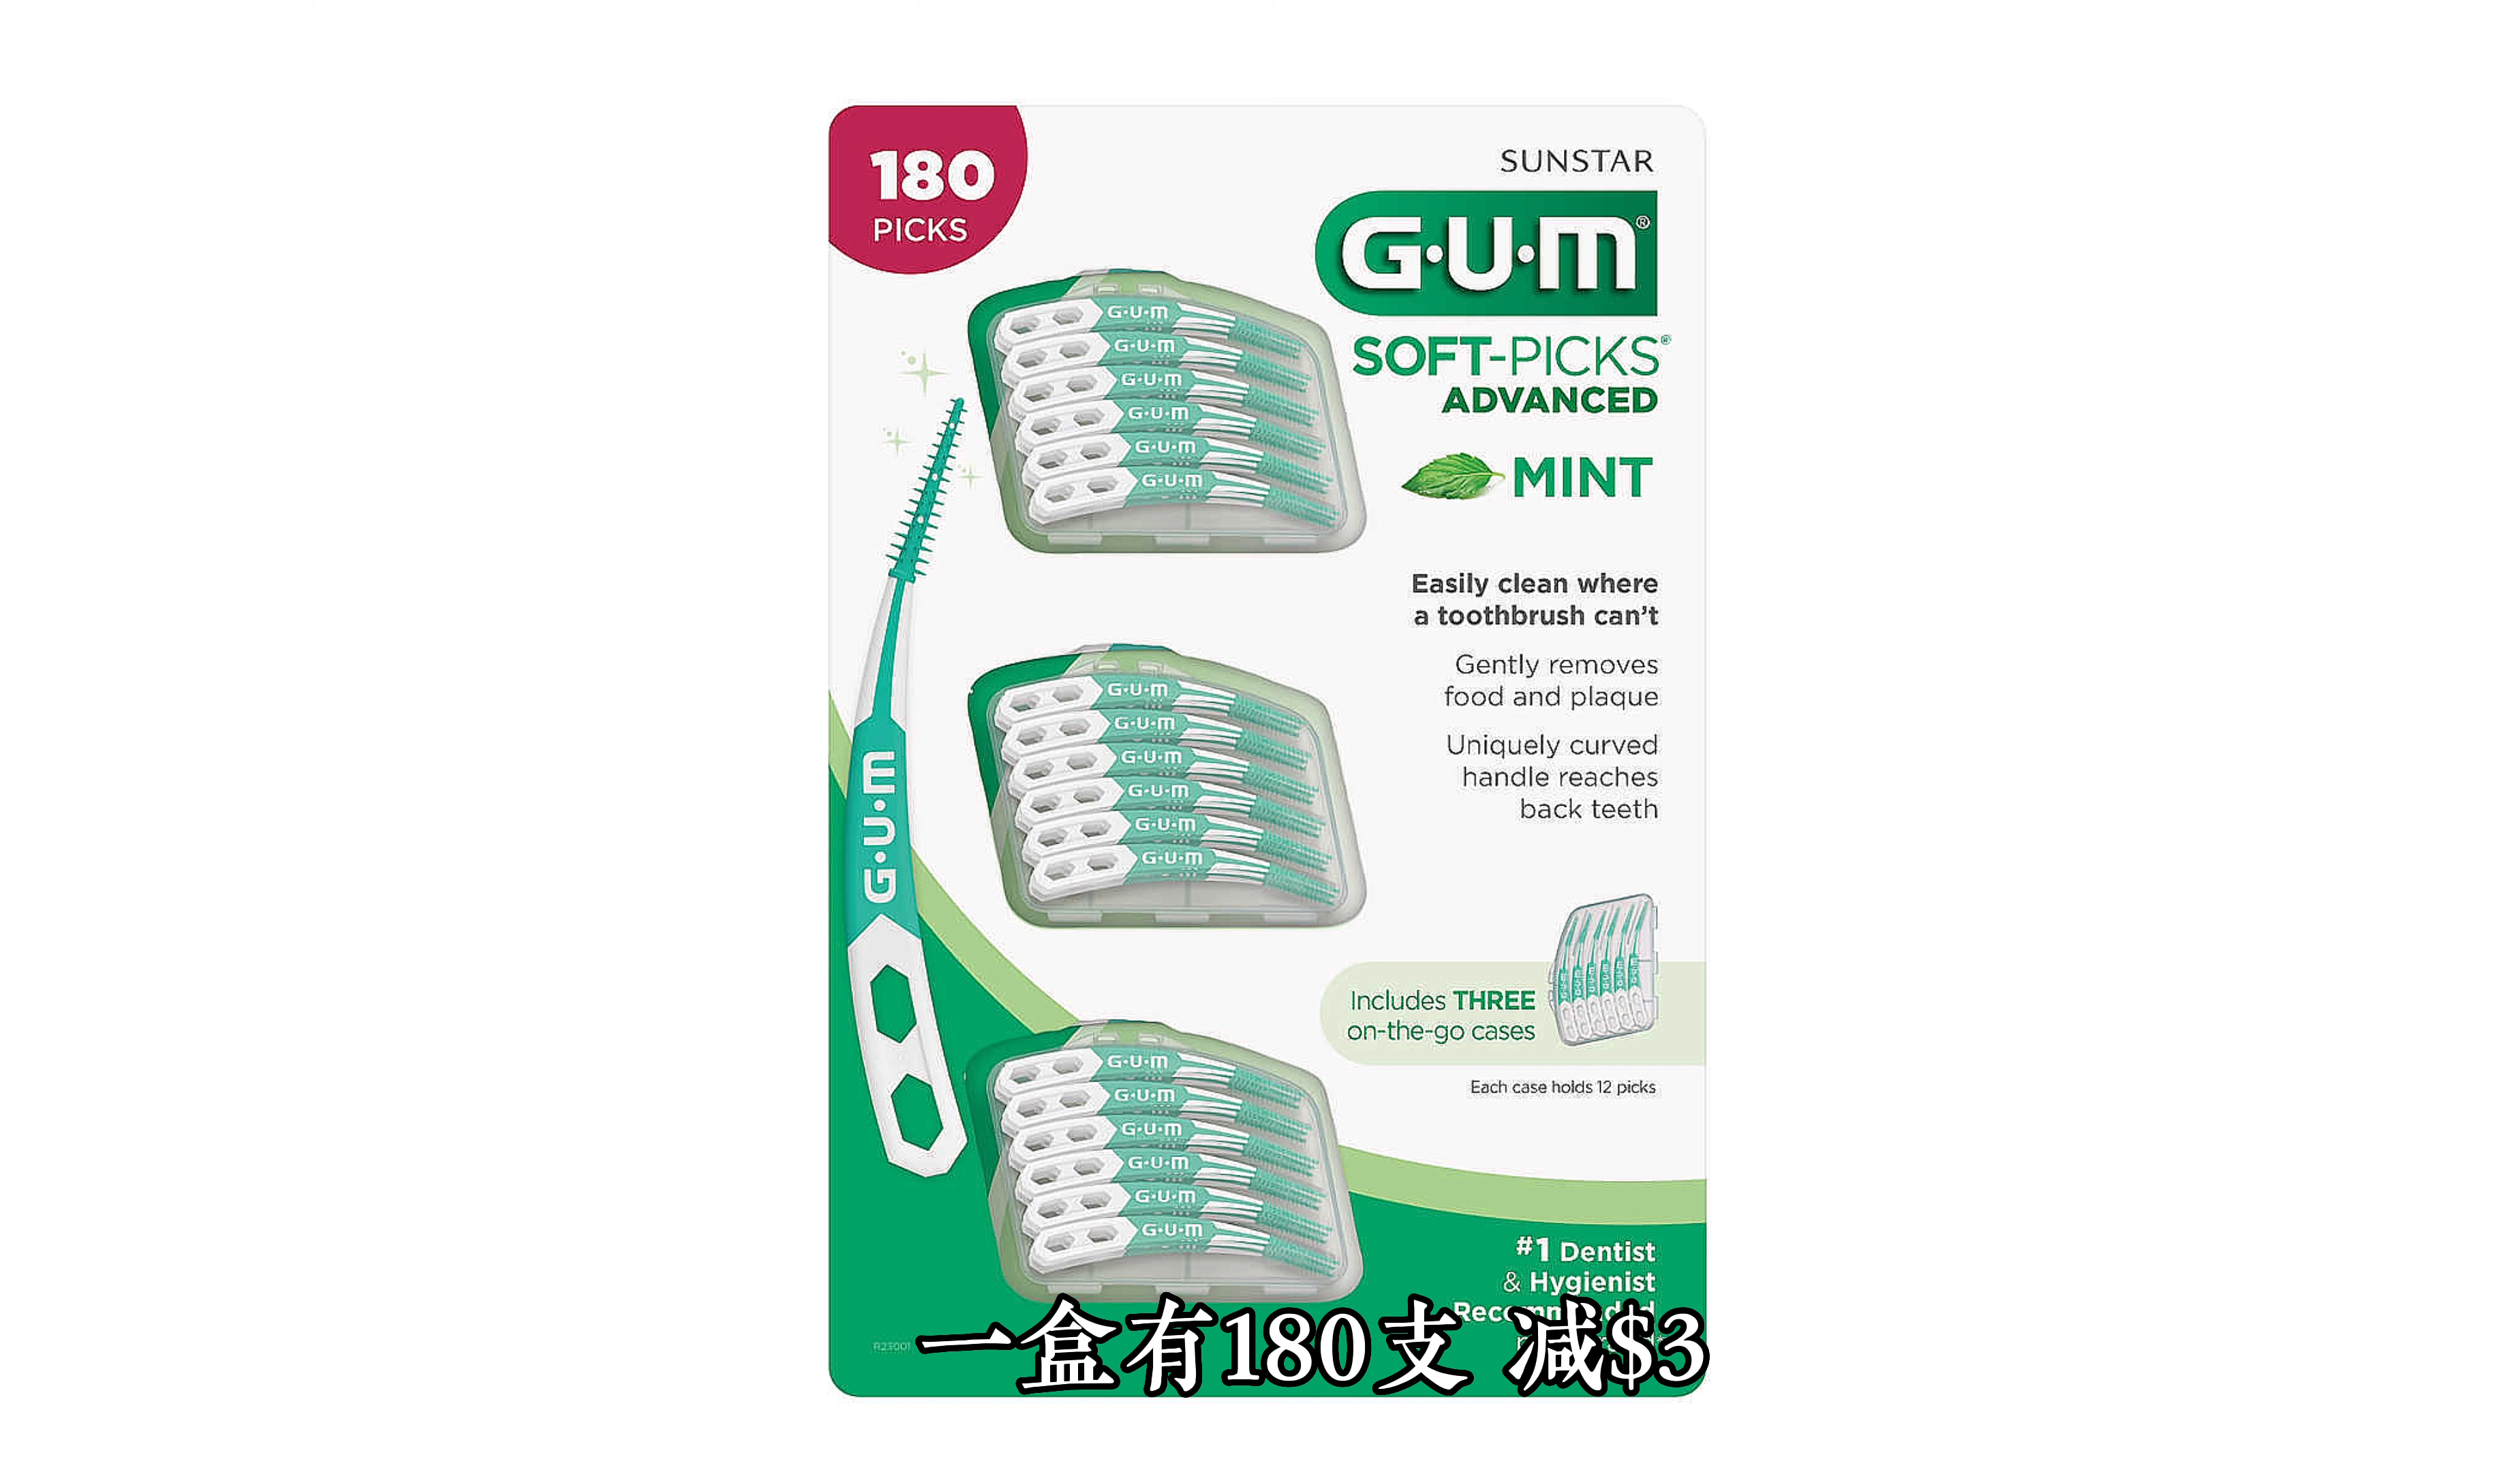 180
PICKS
SUNSTAR
G·U·M®
SOFT-PICKS®
ADVANCED
MINT
G·U·M
G·U·M
G·U·M
G·U·M
G·U·M
G·U·M
Easily clean where
a toothbrush can't
Gently removes
food and plaque
Uniquely curved
handle reaches
back teeth
G·U·M
G·U·M
G·U·M
G·U·M
G·U·M
G·U·M
G·U·M
Includes THREE
on-the-go cases
Each case holds 12 picks
G·U·M
G·U·M
G·U·M
G·U·M
G·U·M
G·U·M
#1 Dentist
& Hygienist
R23001
一盒有180支 减$3